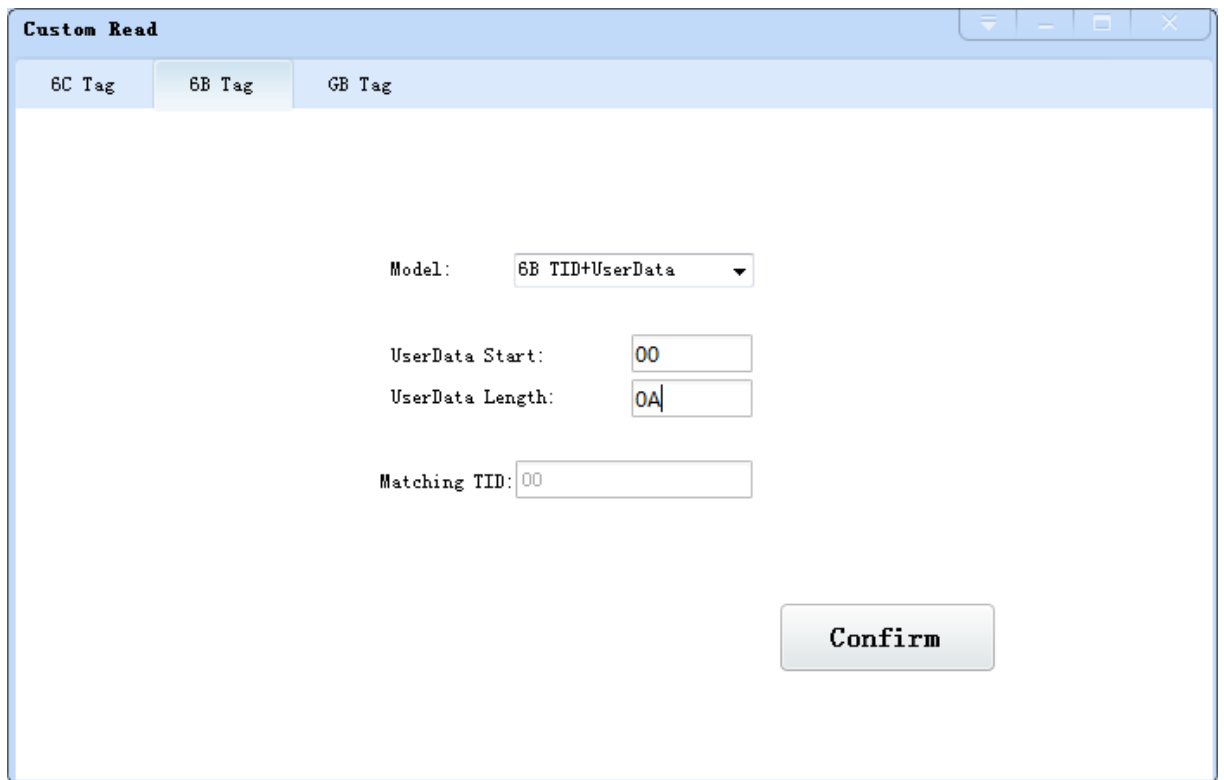 Custom Read
6C Tag 6B Tag GB Tag
Model: 6B TID+UserData
UserData Start: 00
UserData Length: 0A
Matching TID: 00
Confirm